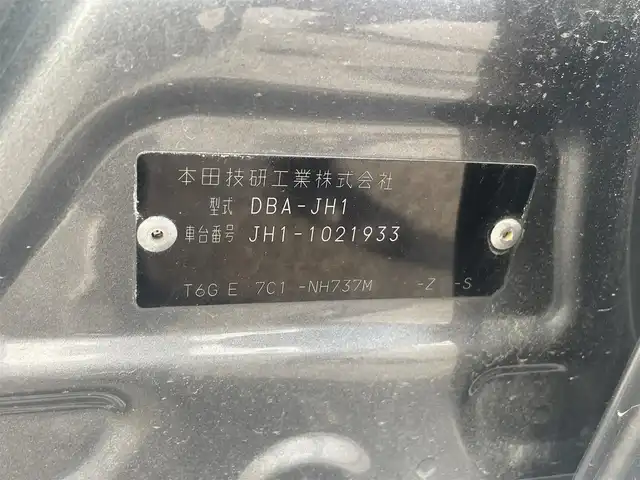 本田技研工業株式会社
型式 DBA-JH1
車台番号 JH1-1021933
T6G E 7C1 -NH737M -Z -S